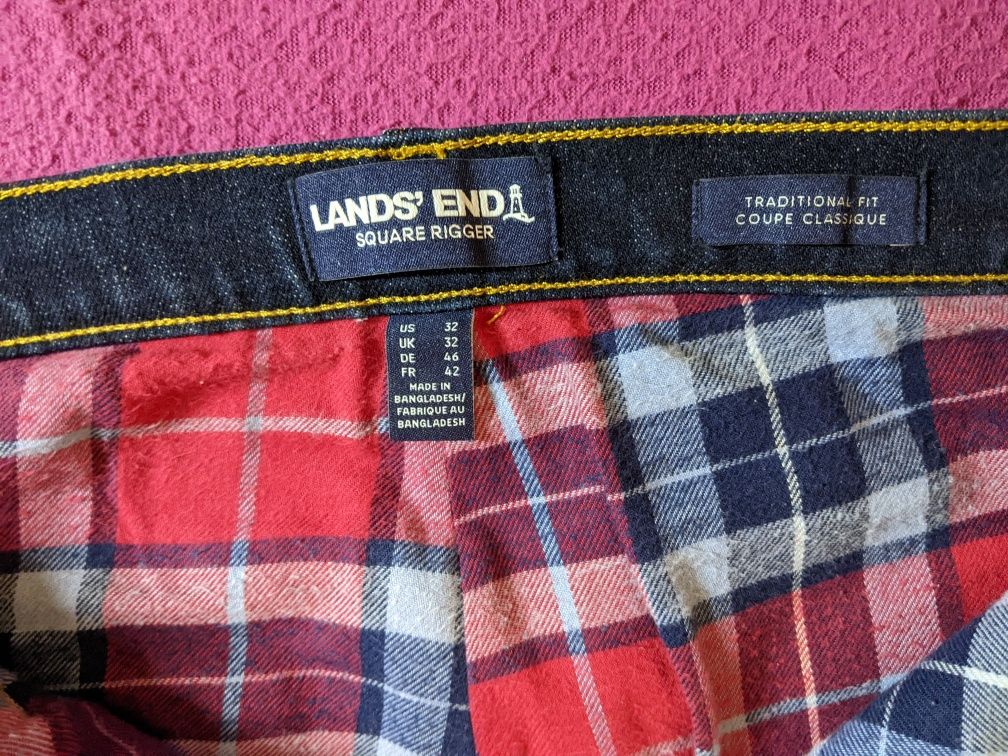 LANDS' END
SQUARE RIGGER
TRADITIONAL FIT
COUPE CLASSIQUE
US 32
UK 32
DE 46
FR 42
MADE IN
BANGLADESH/
FABRIQUE AU
BANGLADESH